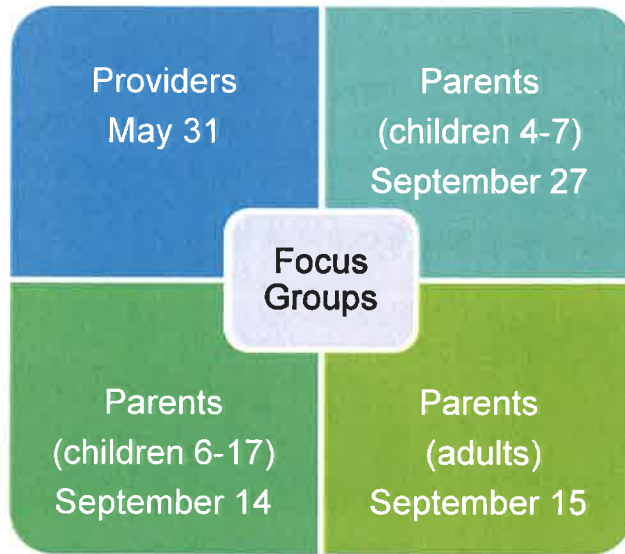 Providers
May 31
Parents
(children 4-7)
September 27
Focus
Groups
Parents
(children 6-17)
September 14
Parents
(adults)
September 15